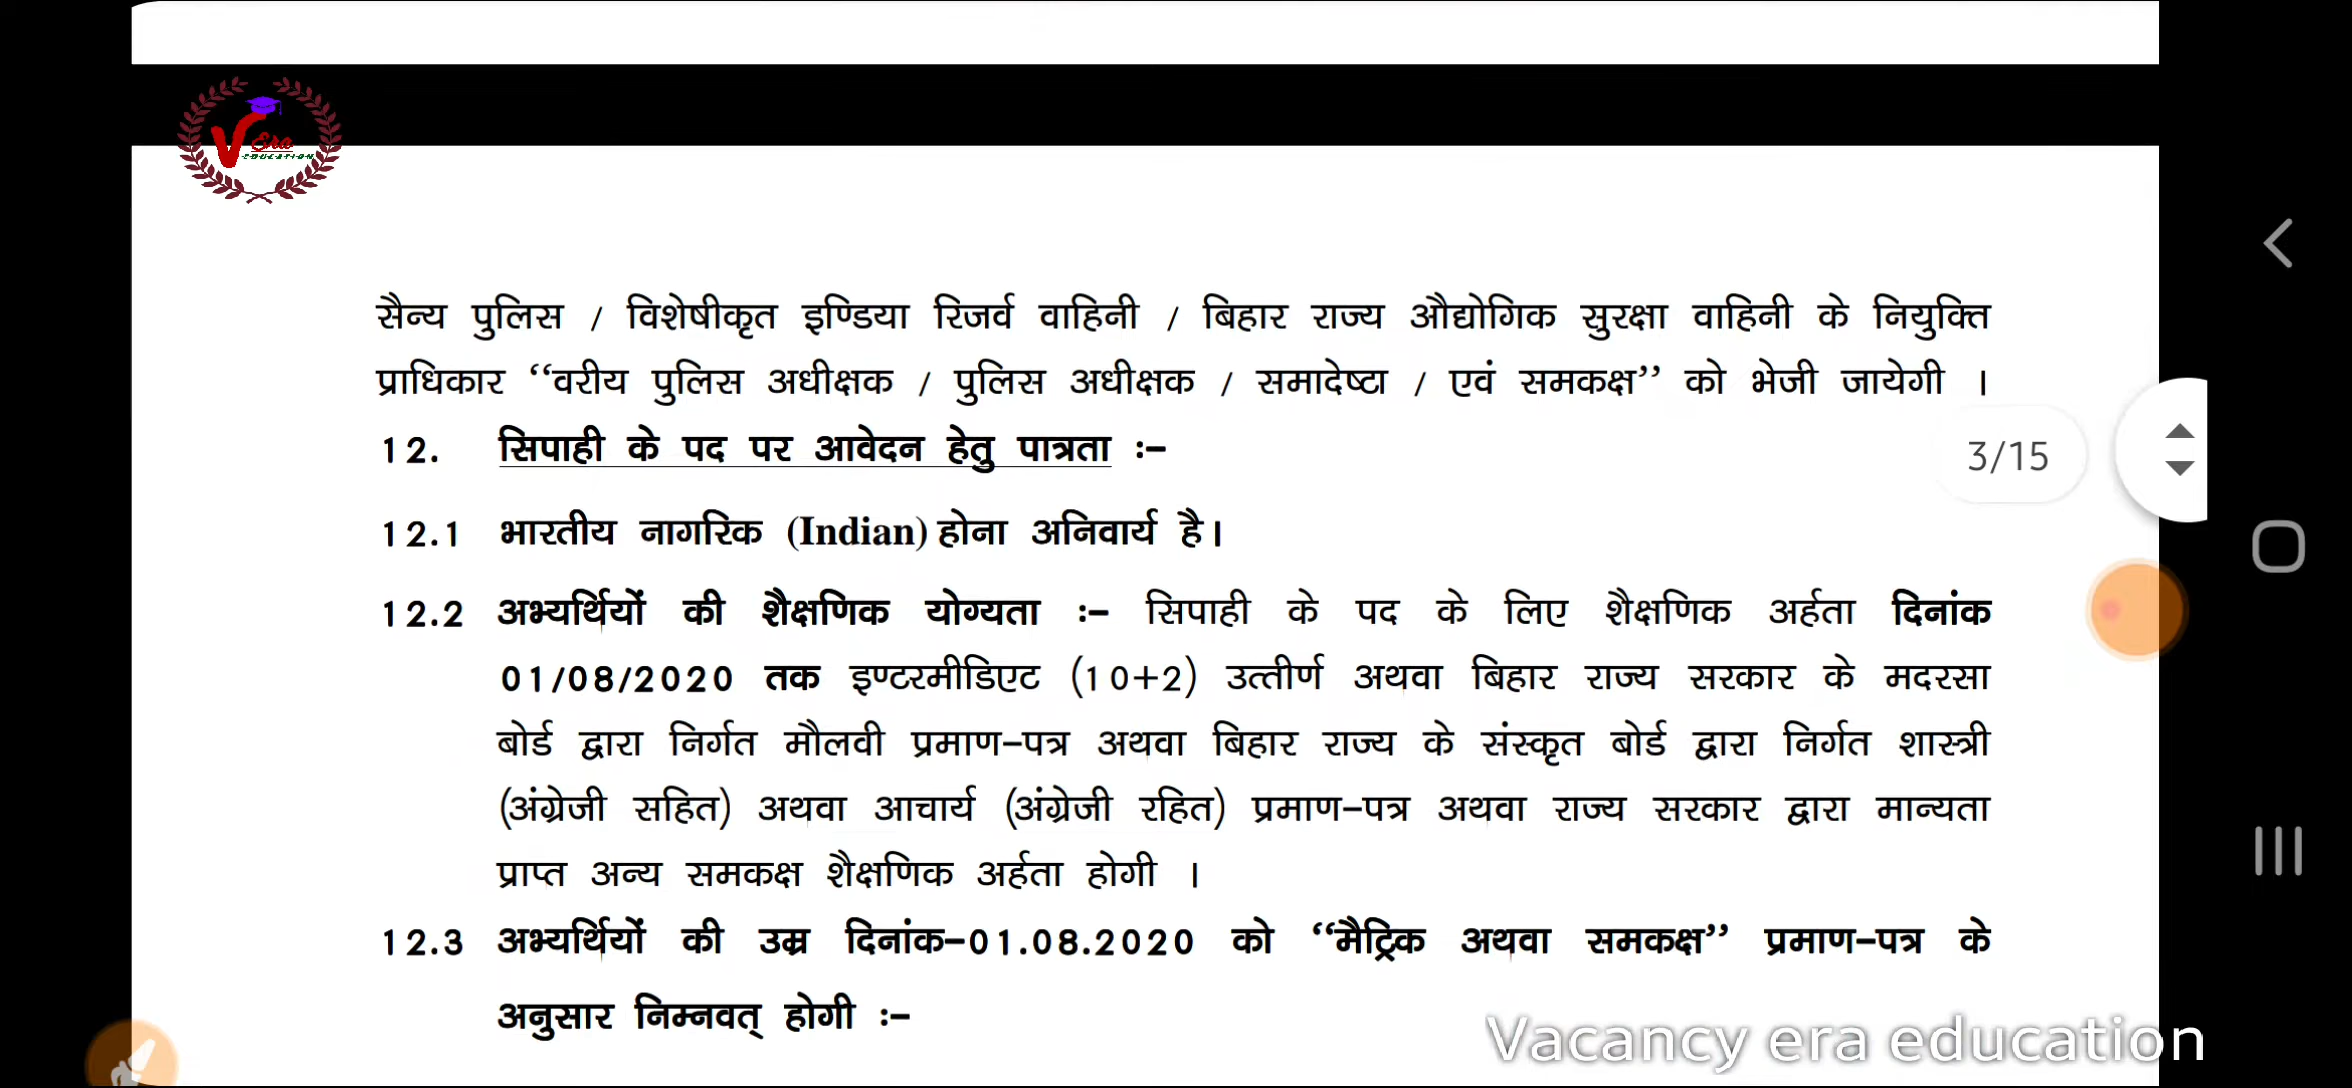 V Era
EDUCATION
सैन्य पुलिस / विशेषीकृत इण्डिया रिजर्व वाहिनी / बिहार राज्य औद्योगिक सुरक्षा वाहिनी के नियुक्ति
प्राधिकार ‘‘वरीय पुलिस अधीक्षक / पुलिस अधीक्षक / समादेष्टा / एवं समकक्ष’’ को भेजी जायेगी ।
12. सिपाही के पद पर आवेदन हेतु पात्रता :–
3/15
12.1 भारतीय नागरिक (Indian) होना अनिवार्य है।
12.2 अभ्यर्थियों की शैक्षणिक योग्यता :– सिपाही के पद के लिए शैक्षणिक अर्हता दिनांक
01/08/2020 तक इण्टरमीडिएट (10+2) उत्तीर्ण अथवा बिहार राज्य सरकार के मदरसा
बोर्ड द्वारा निर्गत मौलवी प्रमाण–पत्र अथवा बिहार राज्य के संस्कृत बोर्ड द्वारा निर्गत शास्त्री
(अंग्रेजी सहित) अथवा आचार्य (अंग्रेजी रहित) प्रमाण–पत्र अथवा राज्य सरकार द्वारा मान्यता
प्राप्त अन्य समकक्ष शैक्षणिक अर्हता होगी ।
12.3 अभ्यर्थियों की उम्र दिनांक–01.08.2020 को ‘‘मैट्रिक अथवा समकक्ष’’ प्रमाण–पत्र के
अनुसार निम्नवत् होगी :–
Vacancy era education